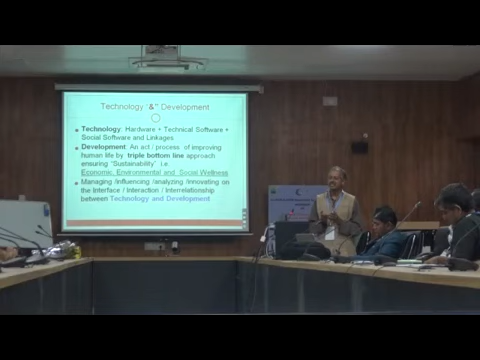 Technology "&" Development
Technology: Hardware + Technical Software +
Social Software and Linkages.
Development: An act / process of improving
human life by triple bottom line approach
ensuring "Sustainability" i.e
Economic, Environmental and Social Wellness
Managing /influencing /analyzing /innovating on
the Interface / Interaction / Interrelationship
between Technology and Development